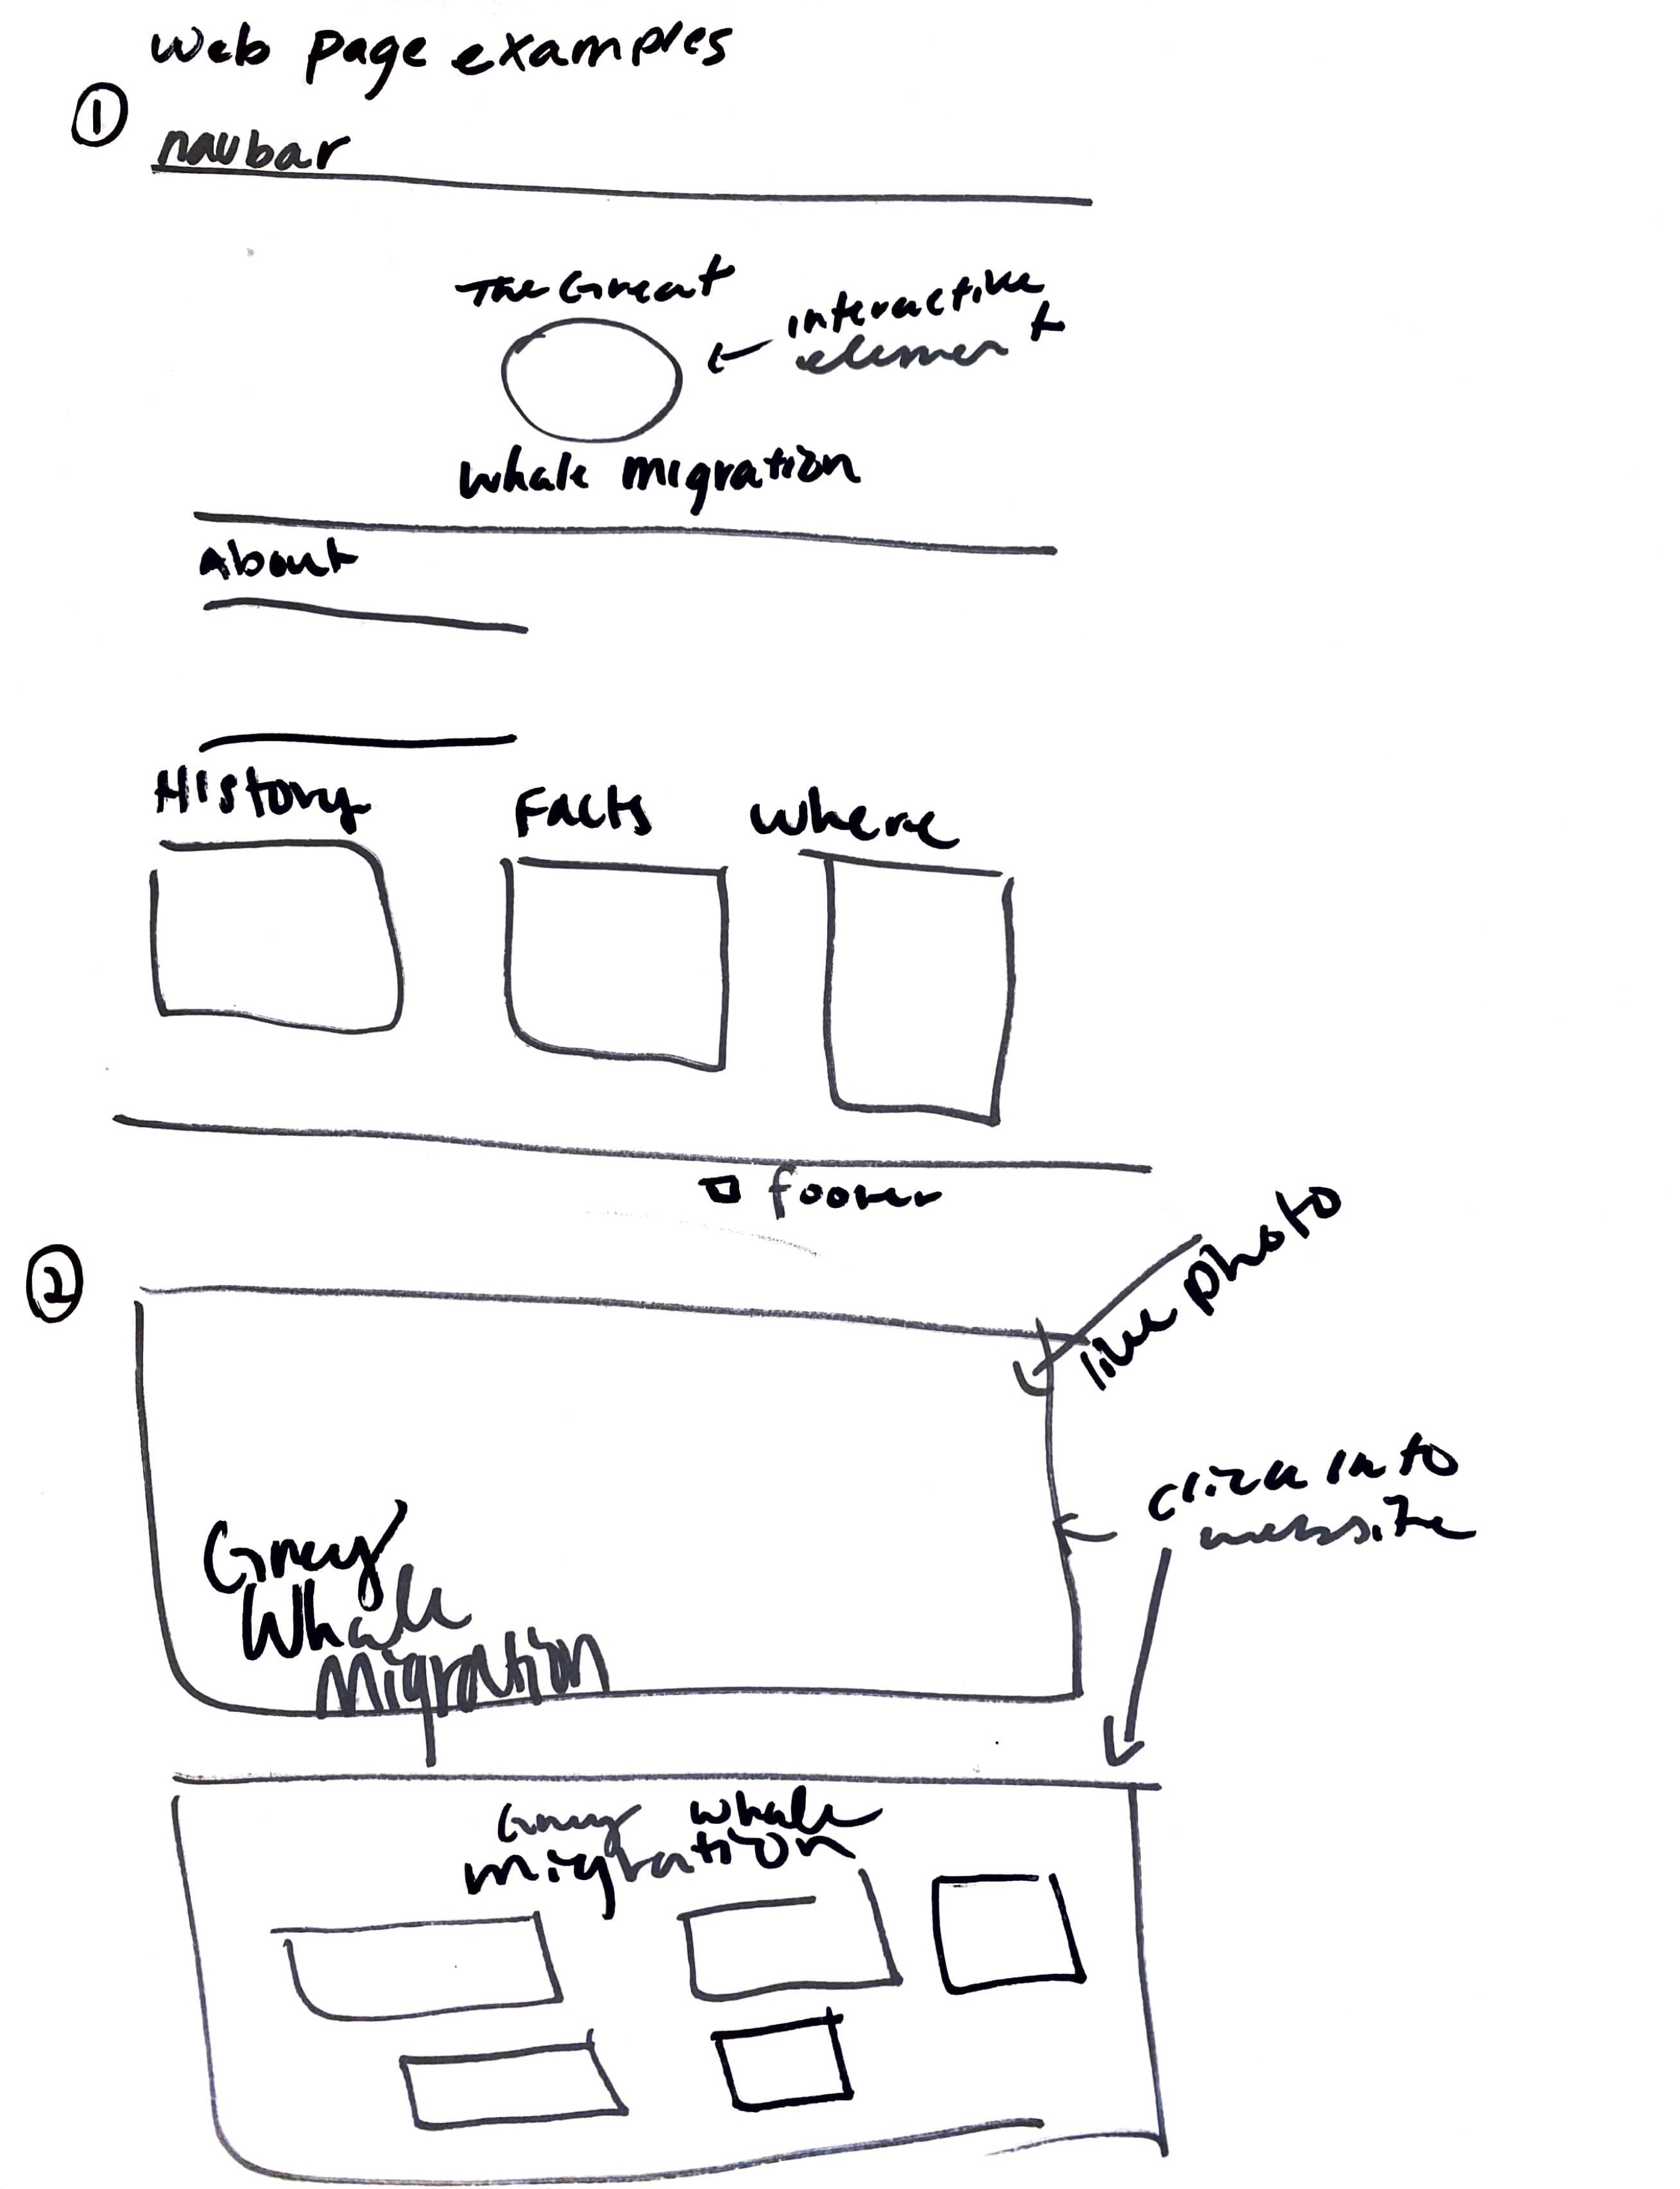 web page examples
①
navbar
The Great
interactive
element
whale migration
About
History Facts where
footer
②
live photo
click into
website
Grey
Whale
Migration
Grey whale
migration